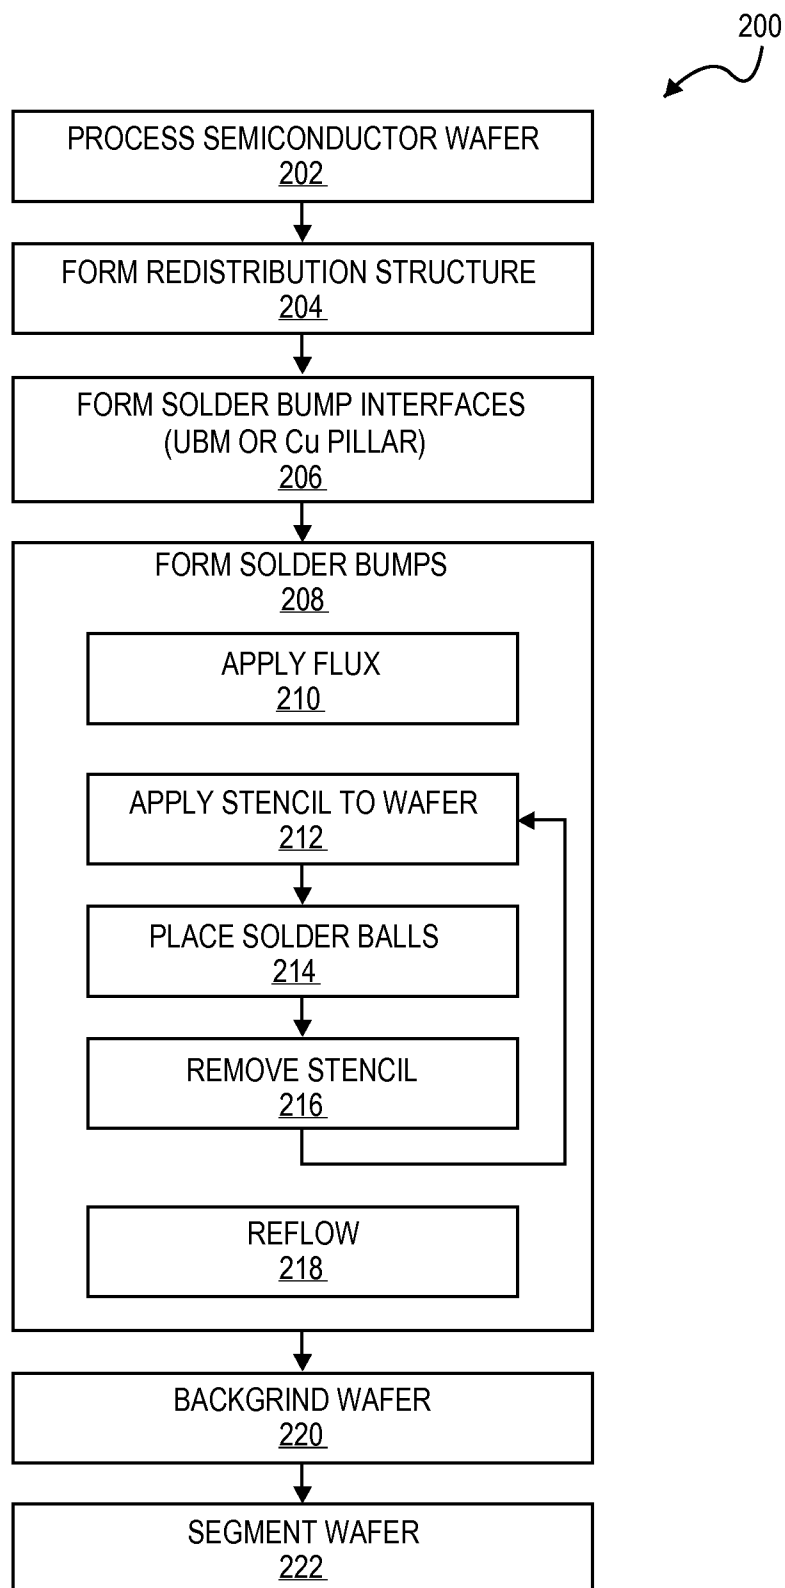 200
PROCESS SEMICONDUCTOR WAFER
202
FORM REDISTRIBUTION STRUCTURE
204
FORM SOLDER BUMP INTERFACES
(UBM OR Cu PILLAR)
206
FORM SOLDER BUMPS
208
APPLY FLUX
210
APPLY STENCIL TO WAFER
212
PLACE SOLDER BALLS
214
REMOVE STENCIL
216
REFLOW
218
BACKGRIND WAFER
220
SEGMENT WAFER
222